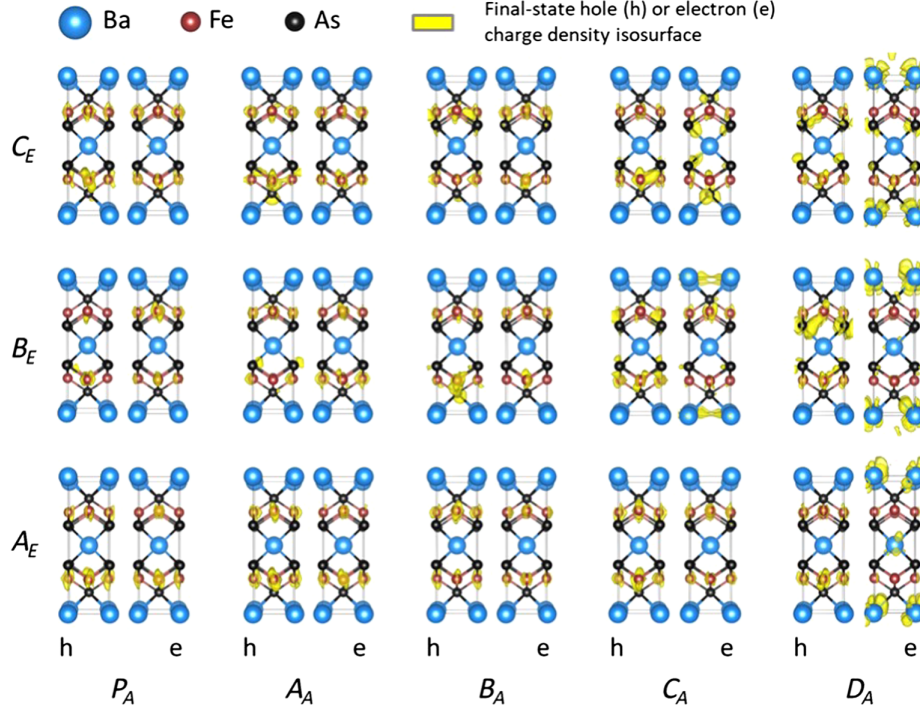 Ba Fe As Final-state hole (h) or electron (e)
charge density isosurface
C_E
B_E
A_E
h e h e h e h e h e
P_A A_A B_A C_A D_A